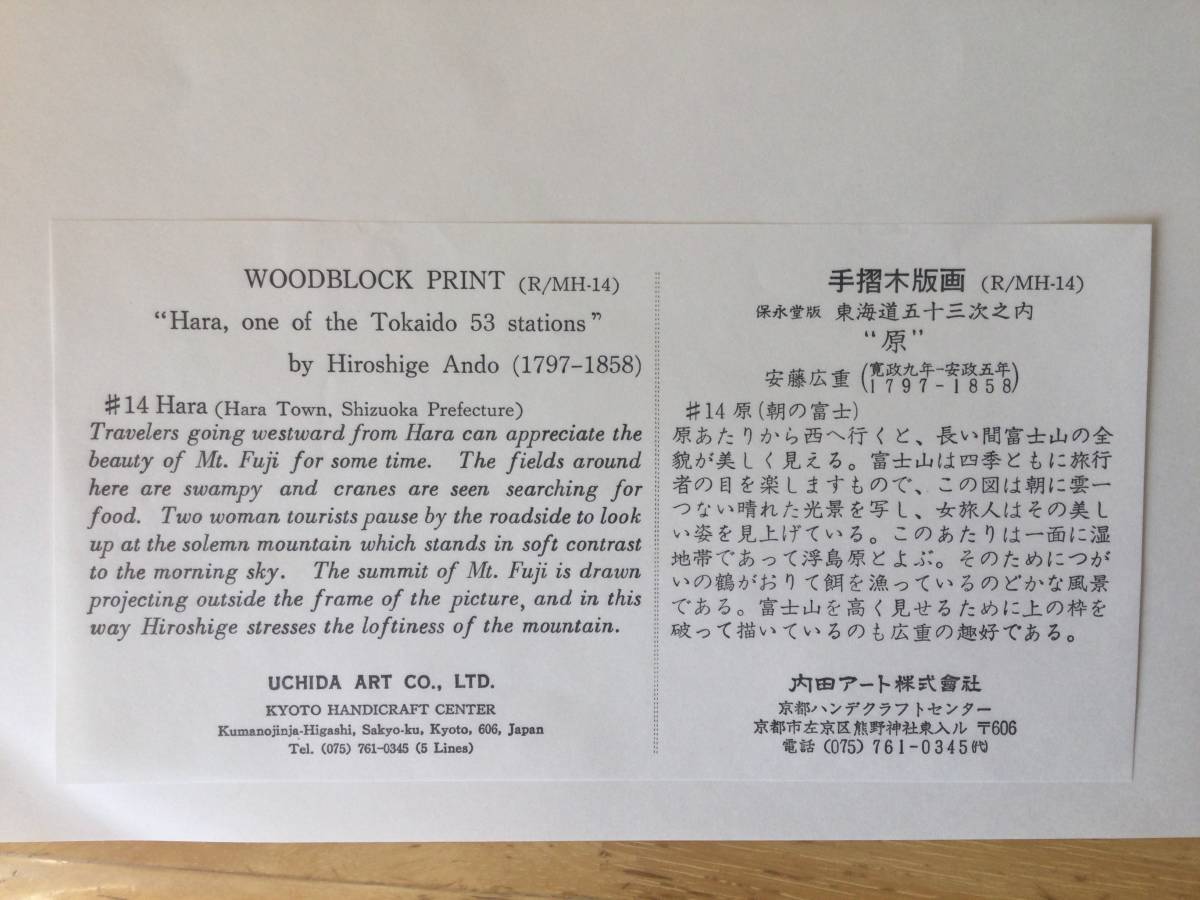 WOODBLOCK PRINT (R/MH-14)
"Hara, one of the Tokaido 53 stations"
by Hiroshige Ando (1797-1858)
#14 Hara (Hara Town, Shizuoka Prefecture)
Travelers going westward from Hara can appreciate the
beauty of Mt. Fuji for some time. The fields around
here are swampy and cranes are seen searching for
food. Two woman tourists pause by the roadside to look
up at the solemn mountain which stands in soft contrast
to the morning sky. The summit of Mt. Fuji is drawn
projecting outside the frame of the picture, and in this
way Hiroshige stresses the loftiness of the mountain.
UCHIDA ART CO., LTD.
KYOTO HANDICRAFT CENTER
Kumanojinja-Higashi, Sakyo-ku, Kyoto, 606, Japan
Tel. (075) 761-0345 (5 Lines)
手摺木版画 (R/MH-14)
保永堂版 東海道五十三次之内
"原"
安藤広重 (寛政九年-安政五年
1797-1858)
#14 原(朝の富士)
原あたりから西へ行くと、長い間富士山の全
貌が美しく見える。富士山は四季ともに旅行
者の目を楽しますもので、この図は朝に雲一
つない晴れた光景を写し、女旅人はその美し
い姿を見上げている。このあたりは一面に湿
地帯であって浮島原とよぶ。そのためにつが
いの鶴がおりて餌を漁っているのどかな風景
である。富士山を高く見せるために上の枠を
破って描いているのも広重の趣好である。
内田アート株式會社
京都ハンデクラフトセンター
京都市左京区熊野神社東入ル 〒606
電話 (075) 761-0345㈹